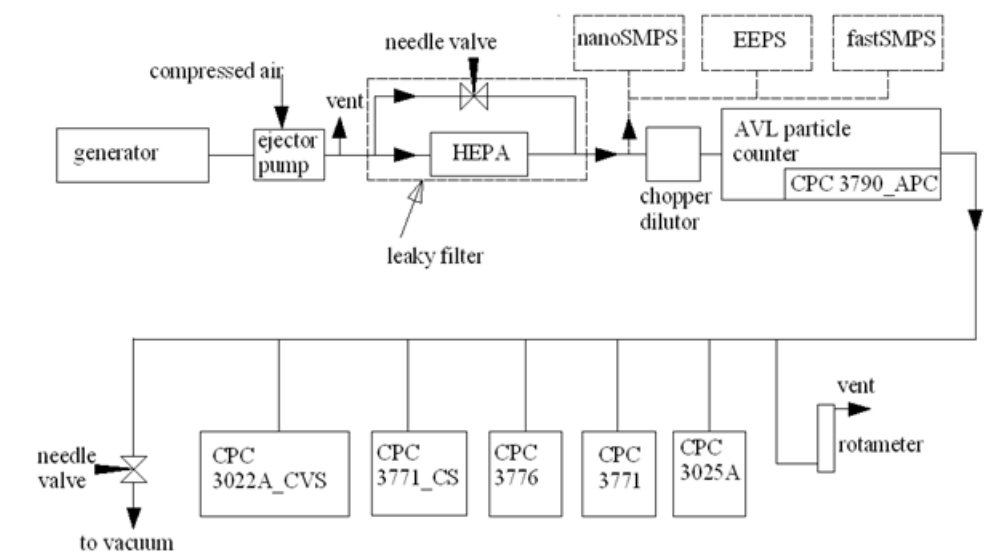 nanoSMPS
EEPS
fastSMPS
needle valve
compressed air
vent
generator
ejector
pump
HEPA
AVL particle
counter
CPC 3790_APC
chopper
dilutor
leaky filter
vent
rotameter
needle
valve
CPC
3022A_CVS
CPC
3771_CS
CPC
3776
CPC
3771
CPC
3025A
to vacuum